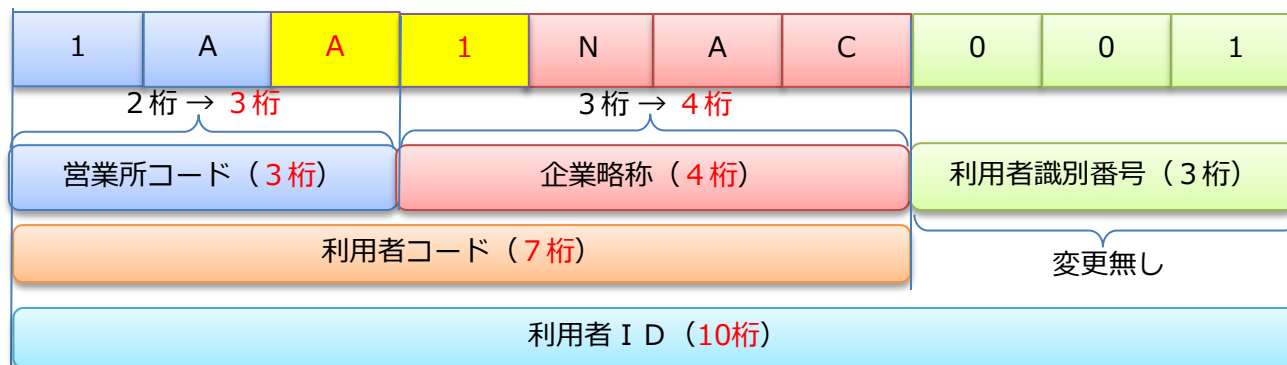 1 A A 1 N A C 0 0 1
2桁 → 3桁 3桁 → 4桁
営業所コード（3桁） 企業略称（4桁） 利用者識別番号（3桁）
利用者コード（7桁） 変更無し
利用者ＩＤ（10桁）